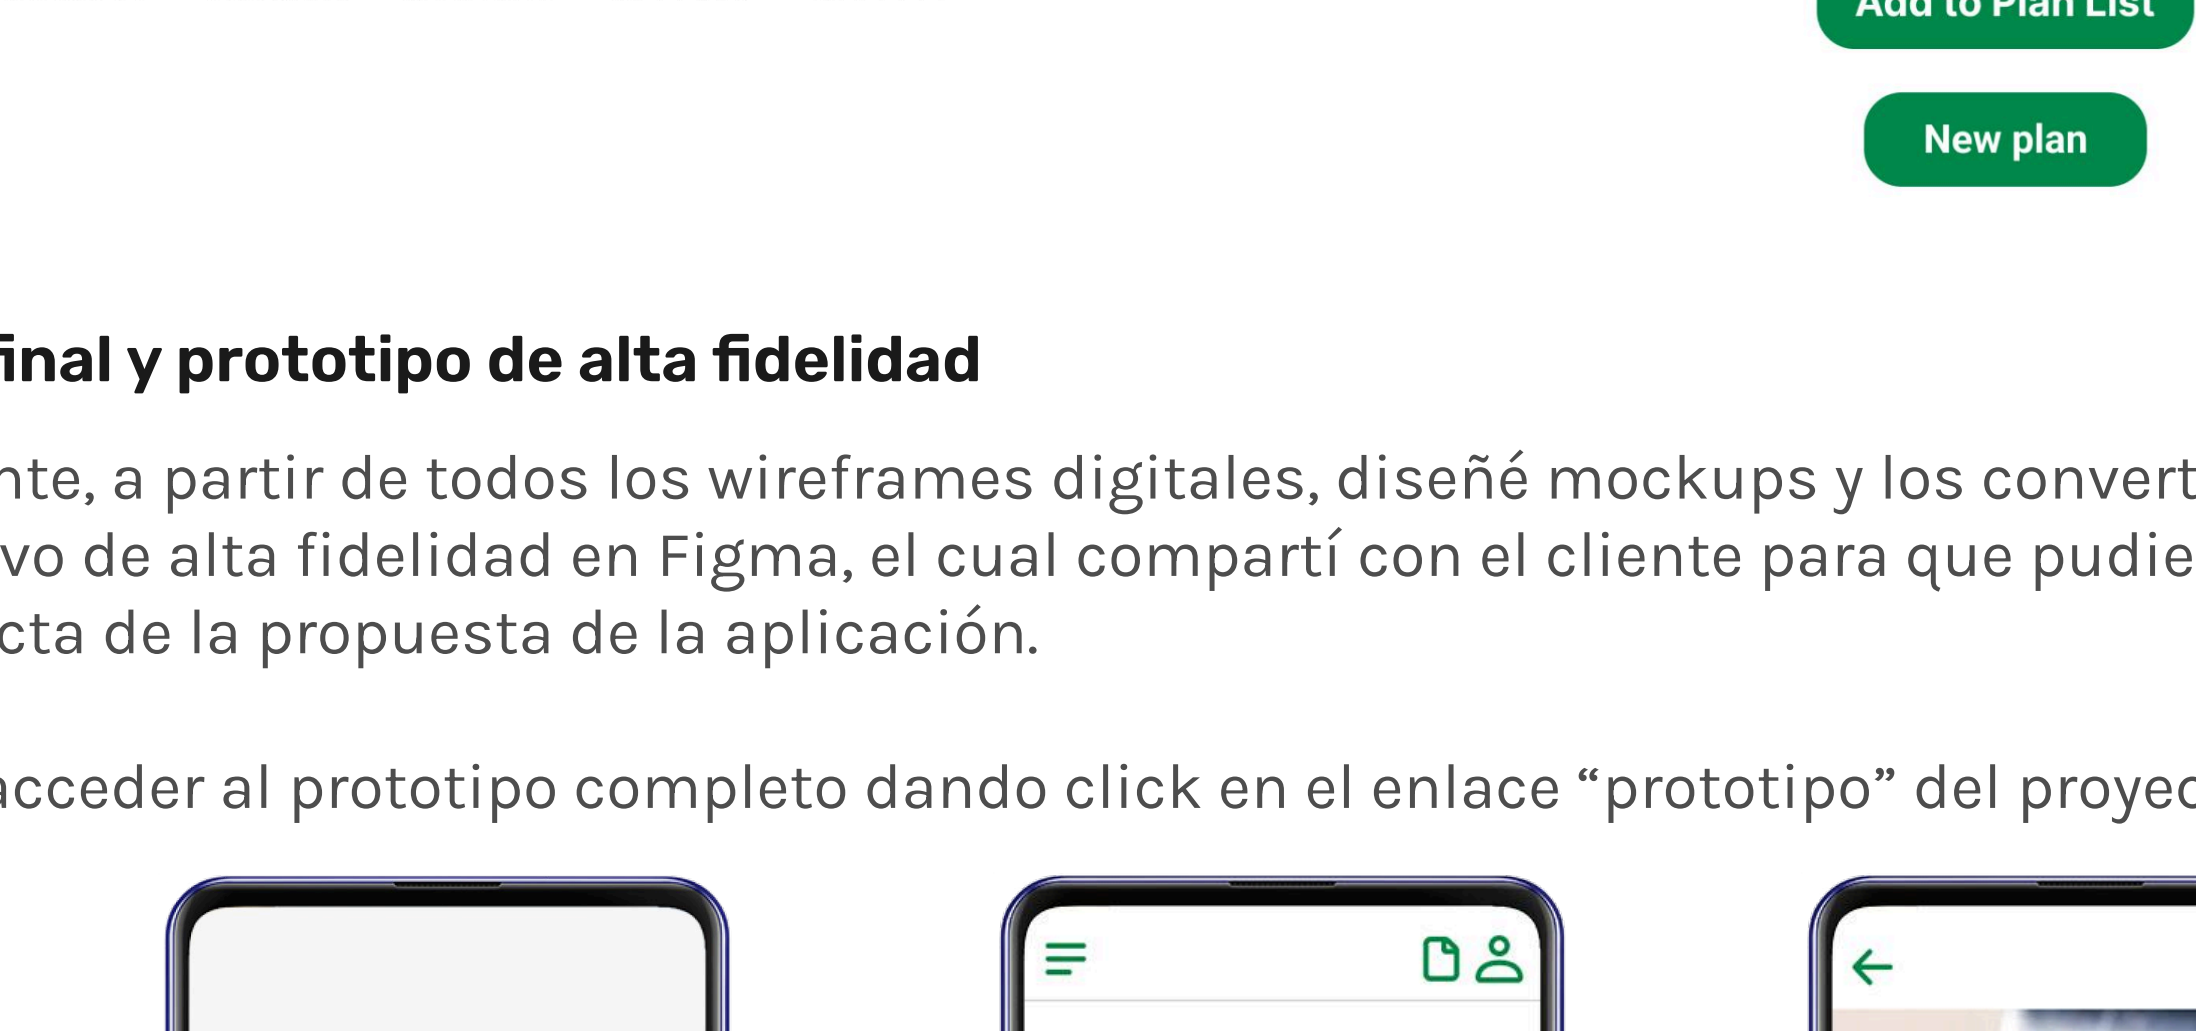 Add to Plan List
New plan
final y prototipo de alta fidelidad
nte, a partir de todos los wireframes digitales, diseñé mockups y los convert
vo de alta fidelidad en Figma, el cual compartí con el cliente para que pudie
cta de la propuesta de la aplicación.
acceder al prototipo completo dando click en el enlace “prototipo” del proyec